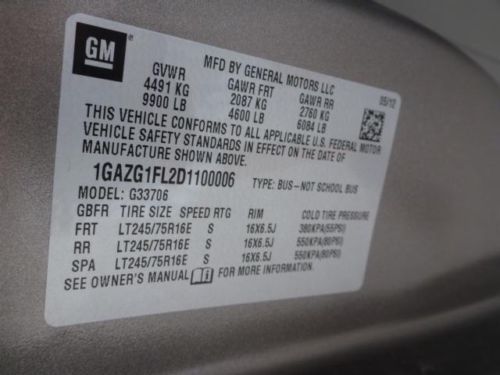 GM
MFD BY GENERAL MOTORS LLC
GVWR GAWR FRT GAWR RR 05/12
4491 KG 2087 KG 2760 KG
9900 LB 4600 LB 6084 LB
THIS VEHICLE CONFORMS TO ALL APPLICABLE U.S. FEDERAL MOTOR
VEHICLE SAFETY STANDARDS IN EFFECT ON THE DATE OF
MANUFACTURE SHOWN ABOVE.
1GAZG1FL2D1100006 TYPE: BUS—NOT SCHOOL BUS
MODEL: G33706
GBFR TIRE SIZE SPEED RTG RIM COLD TIRE PRESSURE
FRT LT245/75R16E S 16X6.5J 380KPA(55PSI)
RR LT245/75R16E S 16X6.5J 550KPA(80PSI)
SPA LT245/75R16E S 16X6.5J 550KPA(80PSI)
SEE OWNER'S MANUAL FOR MORE INFORMATION.